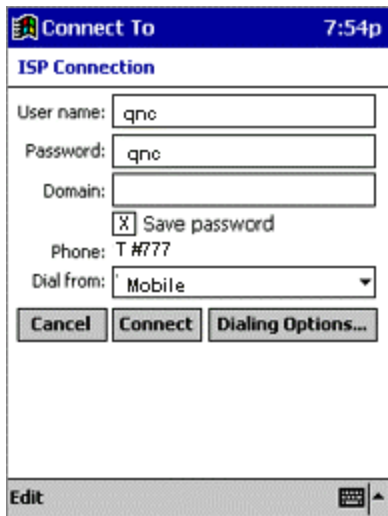 Connect To 7:54p
ISP Connection
User name: qnc
Password: qnc
Domain:
X Save password
Phone: T #777
Dial from: Mobile
Cancel Connect Dialing Options...
Edit